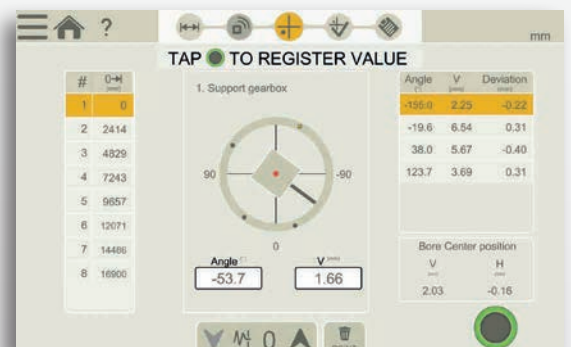 ?
mm
TAP TO REGISTER VALUE
# 0
1 0
2 2414
3 4829
4 7243
5 9657
6 12071
7 14486
8 16900
1. Support gearbox
90 -90
0
Angle V
-53.7 1.66
0
Angle V Deviation
-155.0 2.25 -0.22
-19.6 6.54 0.31
38.0 5.67 -0.40
123.7 3.69 0.31
Bore Center position
V H
2.03 -0.16